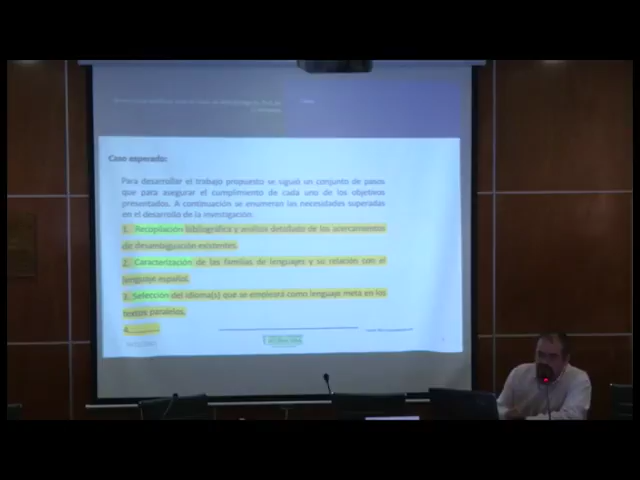 Caso esperado:
Para desarrollar el trabajo propuesto se siguió un conjunto de pasos
que para asegurar el cumplimiento de cada uno de los objetivos
presentados. A continuación se enumeran las necesidades superadas
en el desarrollo de la investigación:
1. Recopilación bibliográfica y análisis detallado de los acercamientos
de desambiguación existentes.
2. Caracterización de las familias de lenguajes y su relación con el
lenguaje español.
3. Selección del idioma(s) que se empleará como lenguaje meta en los
textos paralelos.
4..........